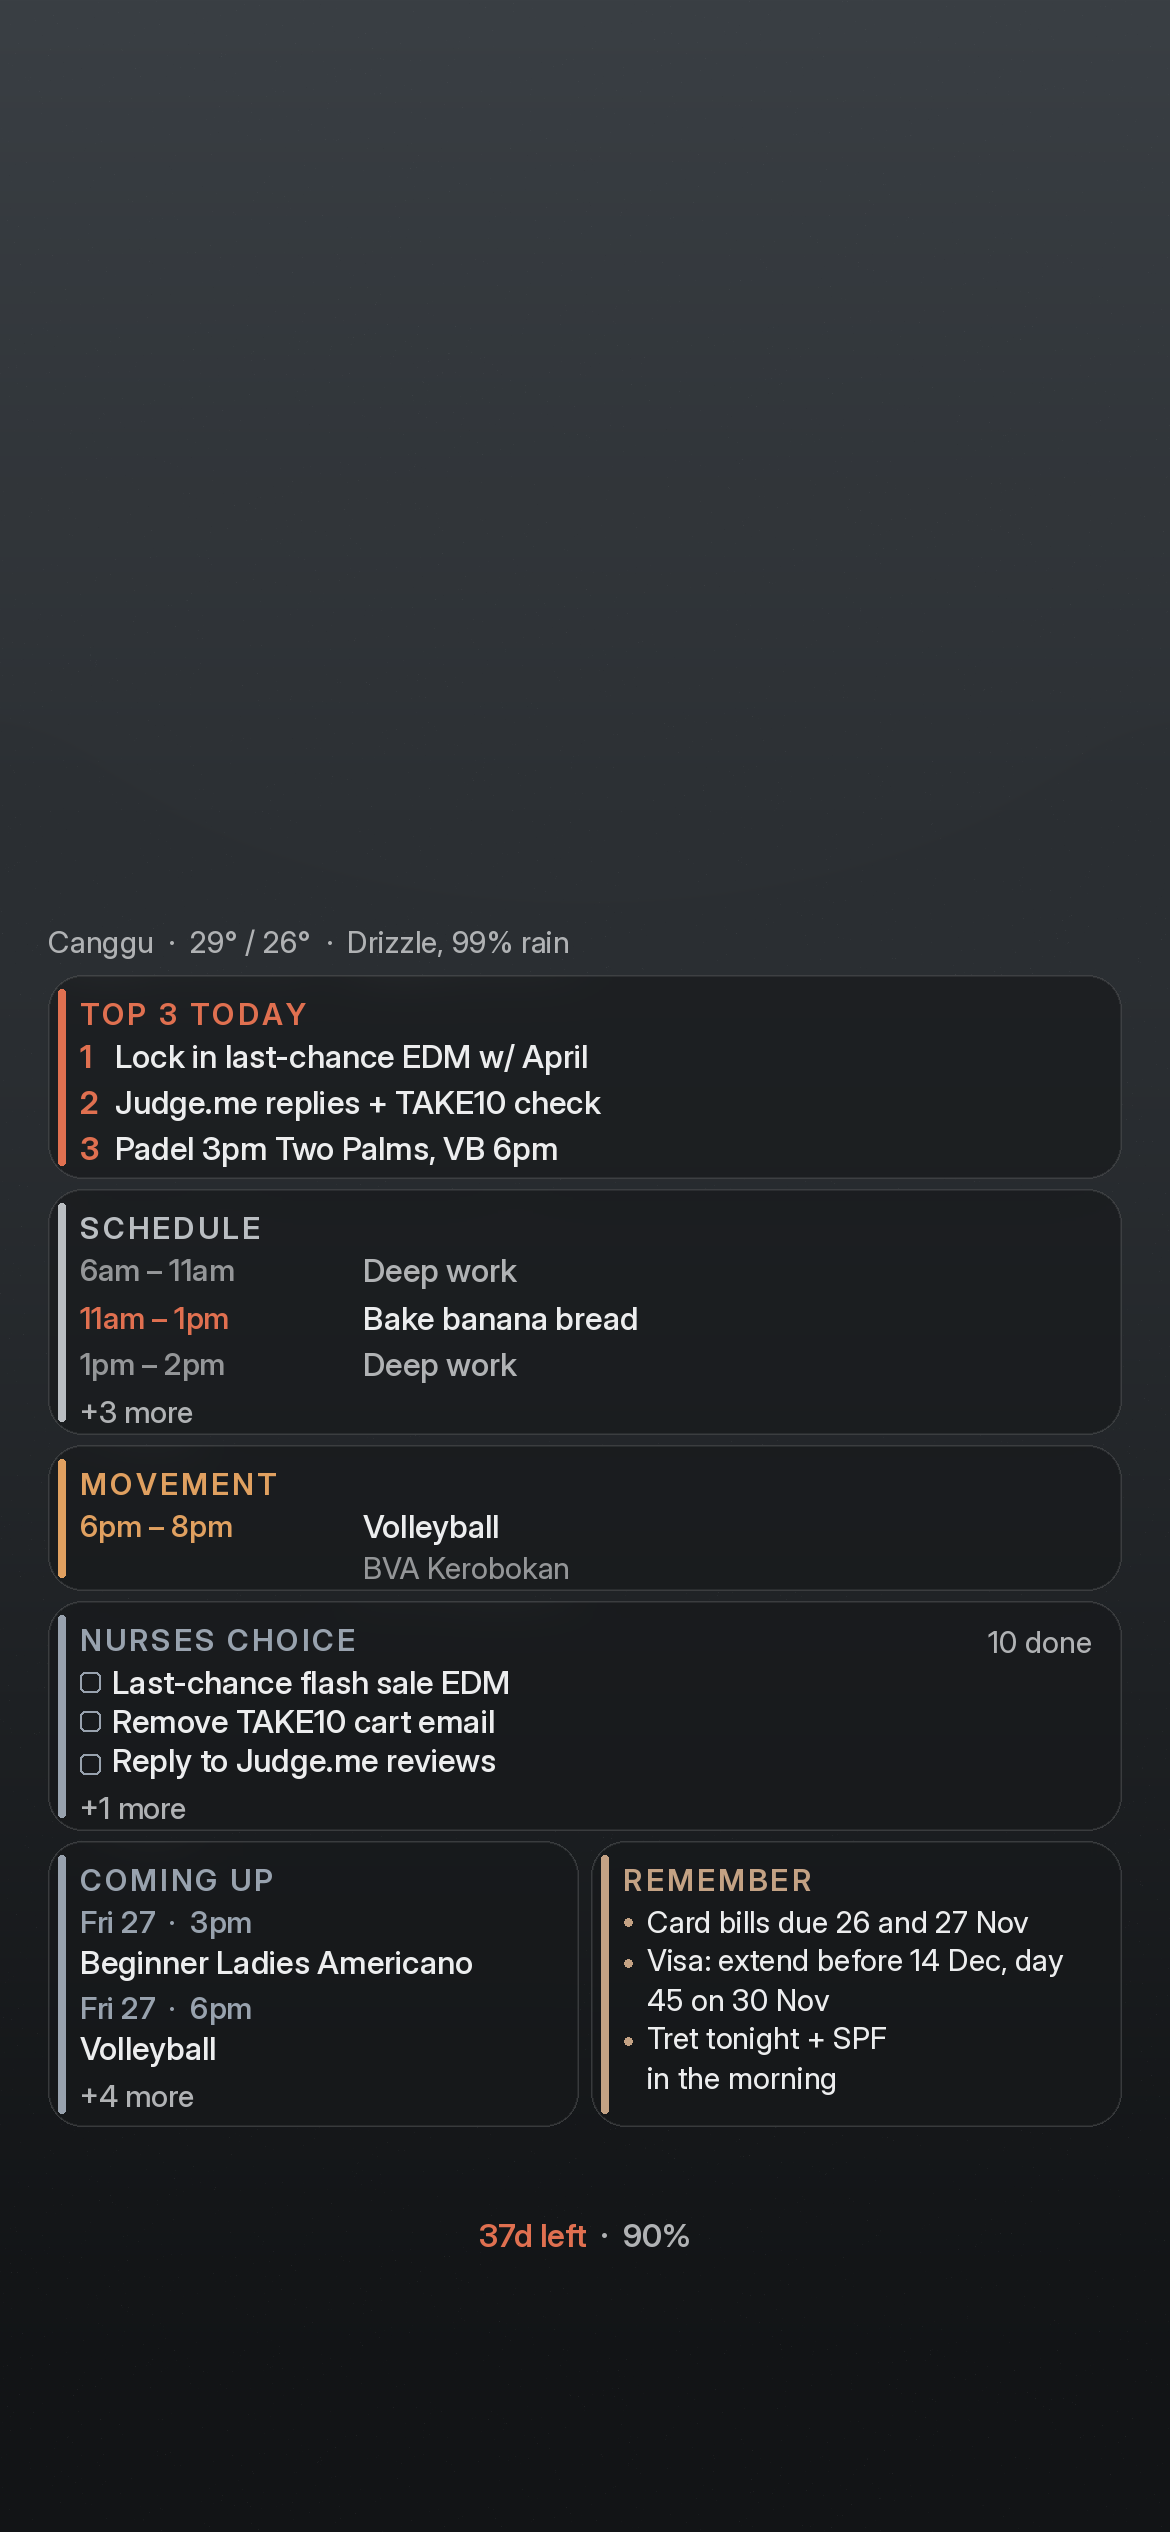 Canggu · 29° / 26° · Drizzle, 99% rain
TOP 3 TODAY
1 Lock in last-chance EDM w/ April
2 Judge.me replies + TAKE10 check
3 Padel 3pm Two Palms, VB 6pm
SCHEDULE
6am – 11am Deep work
11am – 1pm Bake banana bread
1pm – 2pm Deep work
+3 more
MOVEMENT
6pm – 8pm Volleyball
BVA Kerobokan
NURSES CHOICE 10 done
Last-chance flash sale EDM
Remove TAKE10 cart email
Reply to Judge.me reviews
+1 more
COMING UP
Fri 27 · 3pm
Beginner Ladies Americano
Fri 27 · 6pm
Volleyball
+4 more
REMEMBER
• Card bills due 26 and 27 Nov
• Visa: extend before 14 Dec, day
45 on 30 Nov
• Tret tonight + SPF
in the morning
37d left · 90%